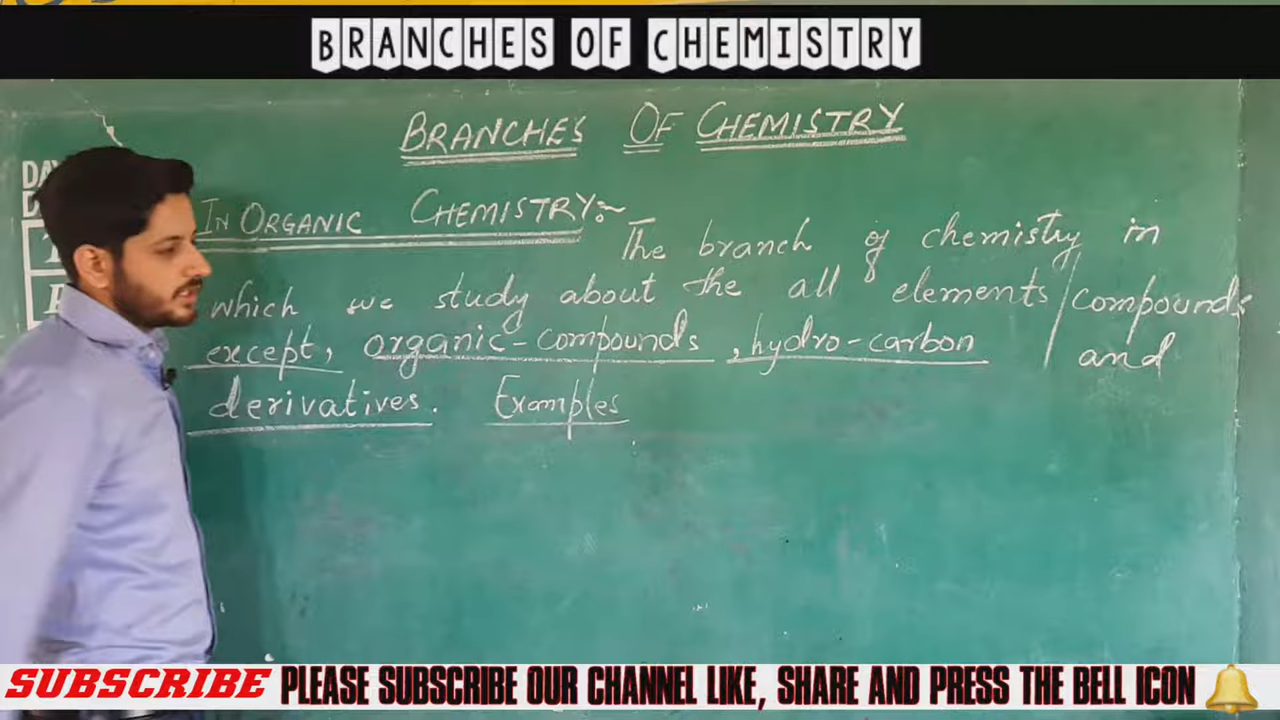 BRANCHES OF CHEMISTRY
BRANCHES OF CHEMISTRY
DA
D
IN ORGANIC CHEMISTRY:~ The branch of chemistry in
which we study about the all elements/compounds
except, organic-compounds, hydro-carbon / and
derivatives. Examples
SUBSCRIBE PLEASE SUBSCRIBE OUR CHANNEL LIKE, SHARE AND PRESS THE BELL ICON